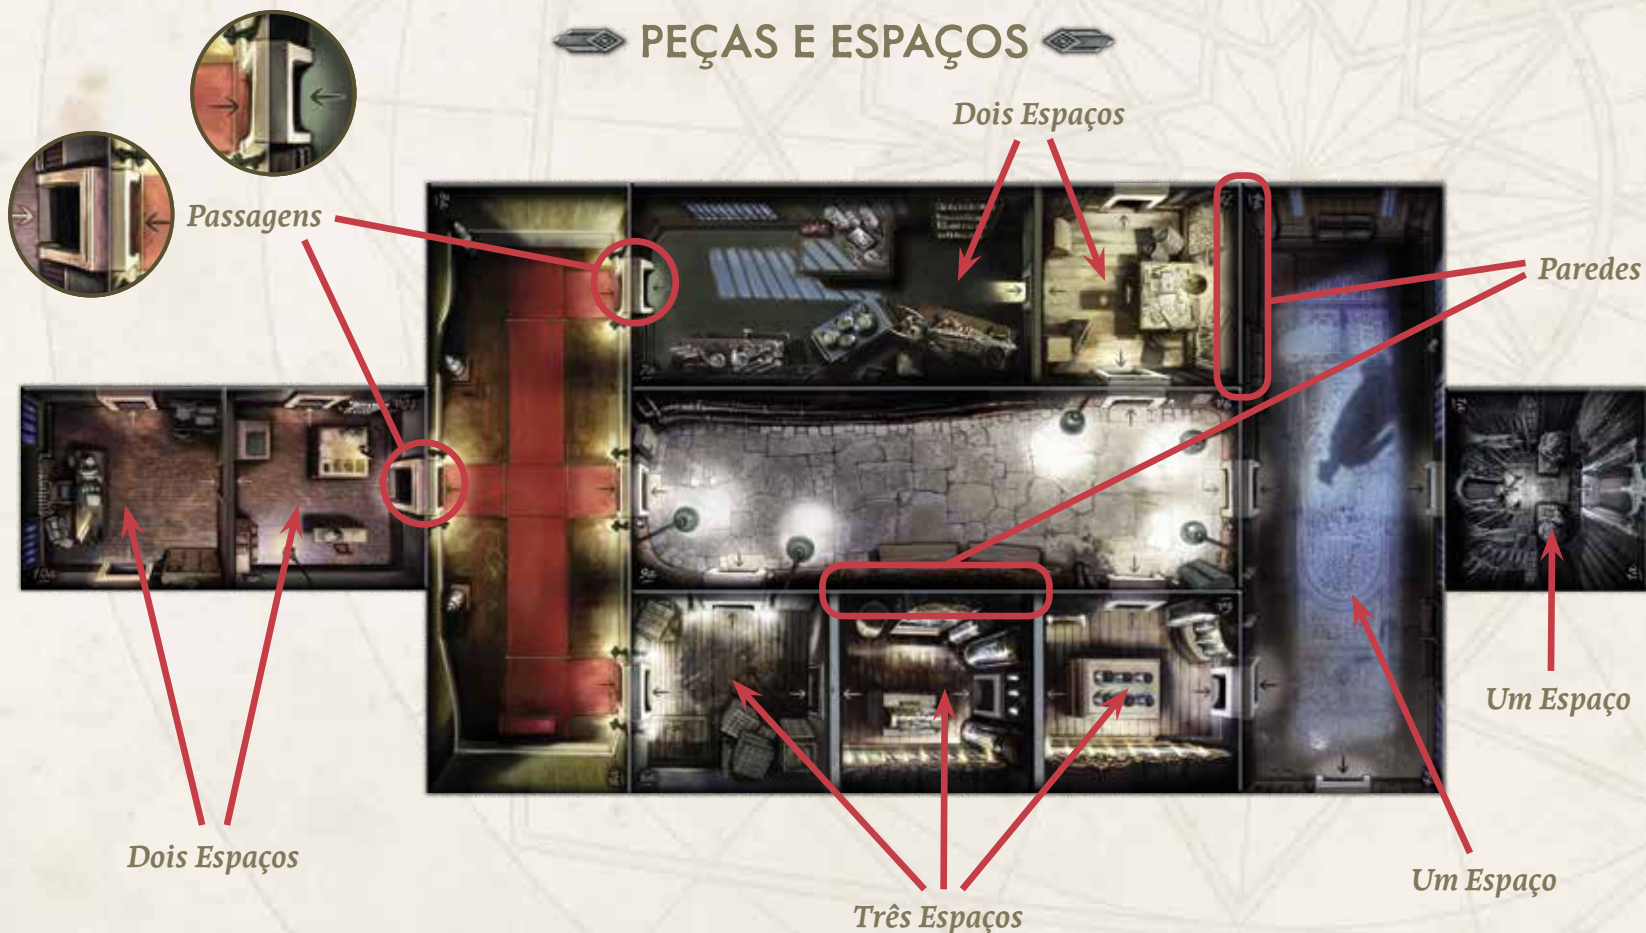 PEÇAS E ESPAÇOS
Dois Espaços
Passagens
Paredes
Um Espaço
Dois Espaços
Um Espaço
Três Espaços